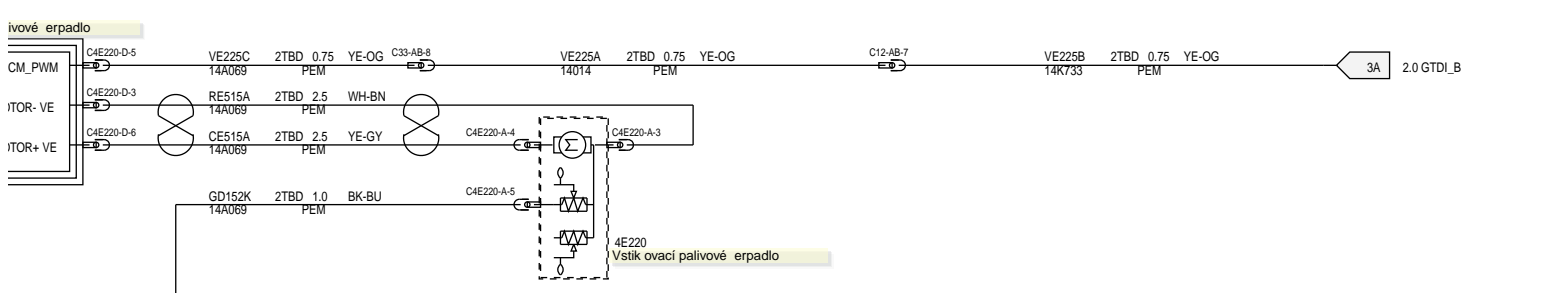 ivové erpadlo
C4E220-D-5
VE225C 2TBD 0.75 YE-OG
14A069 PEM
C33-AB-8
VE225A 2TBD 0.75 YE-OG
14014 PEM
C12-AB-7
VE225B 2TBD 0.75 YE-OG
14K733 PEM
3A
2.0 GTDI_B
CM_PWM
C4E220-D-3
RE515A 2TBD 2.5 WH-BN
14A069 PEM
OTOR- VE
C4E220-D-6
CE515A 2TBD 2.5 YE-GY
14A069 PEM
C4E220-A-4
C4E220-A-3
OTOR+ VE
GD152K 2TBD 1.0 BK-BU
14A069 PEM
C4E220-A-5
4E220
Vstik ovací palivové erpadlo